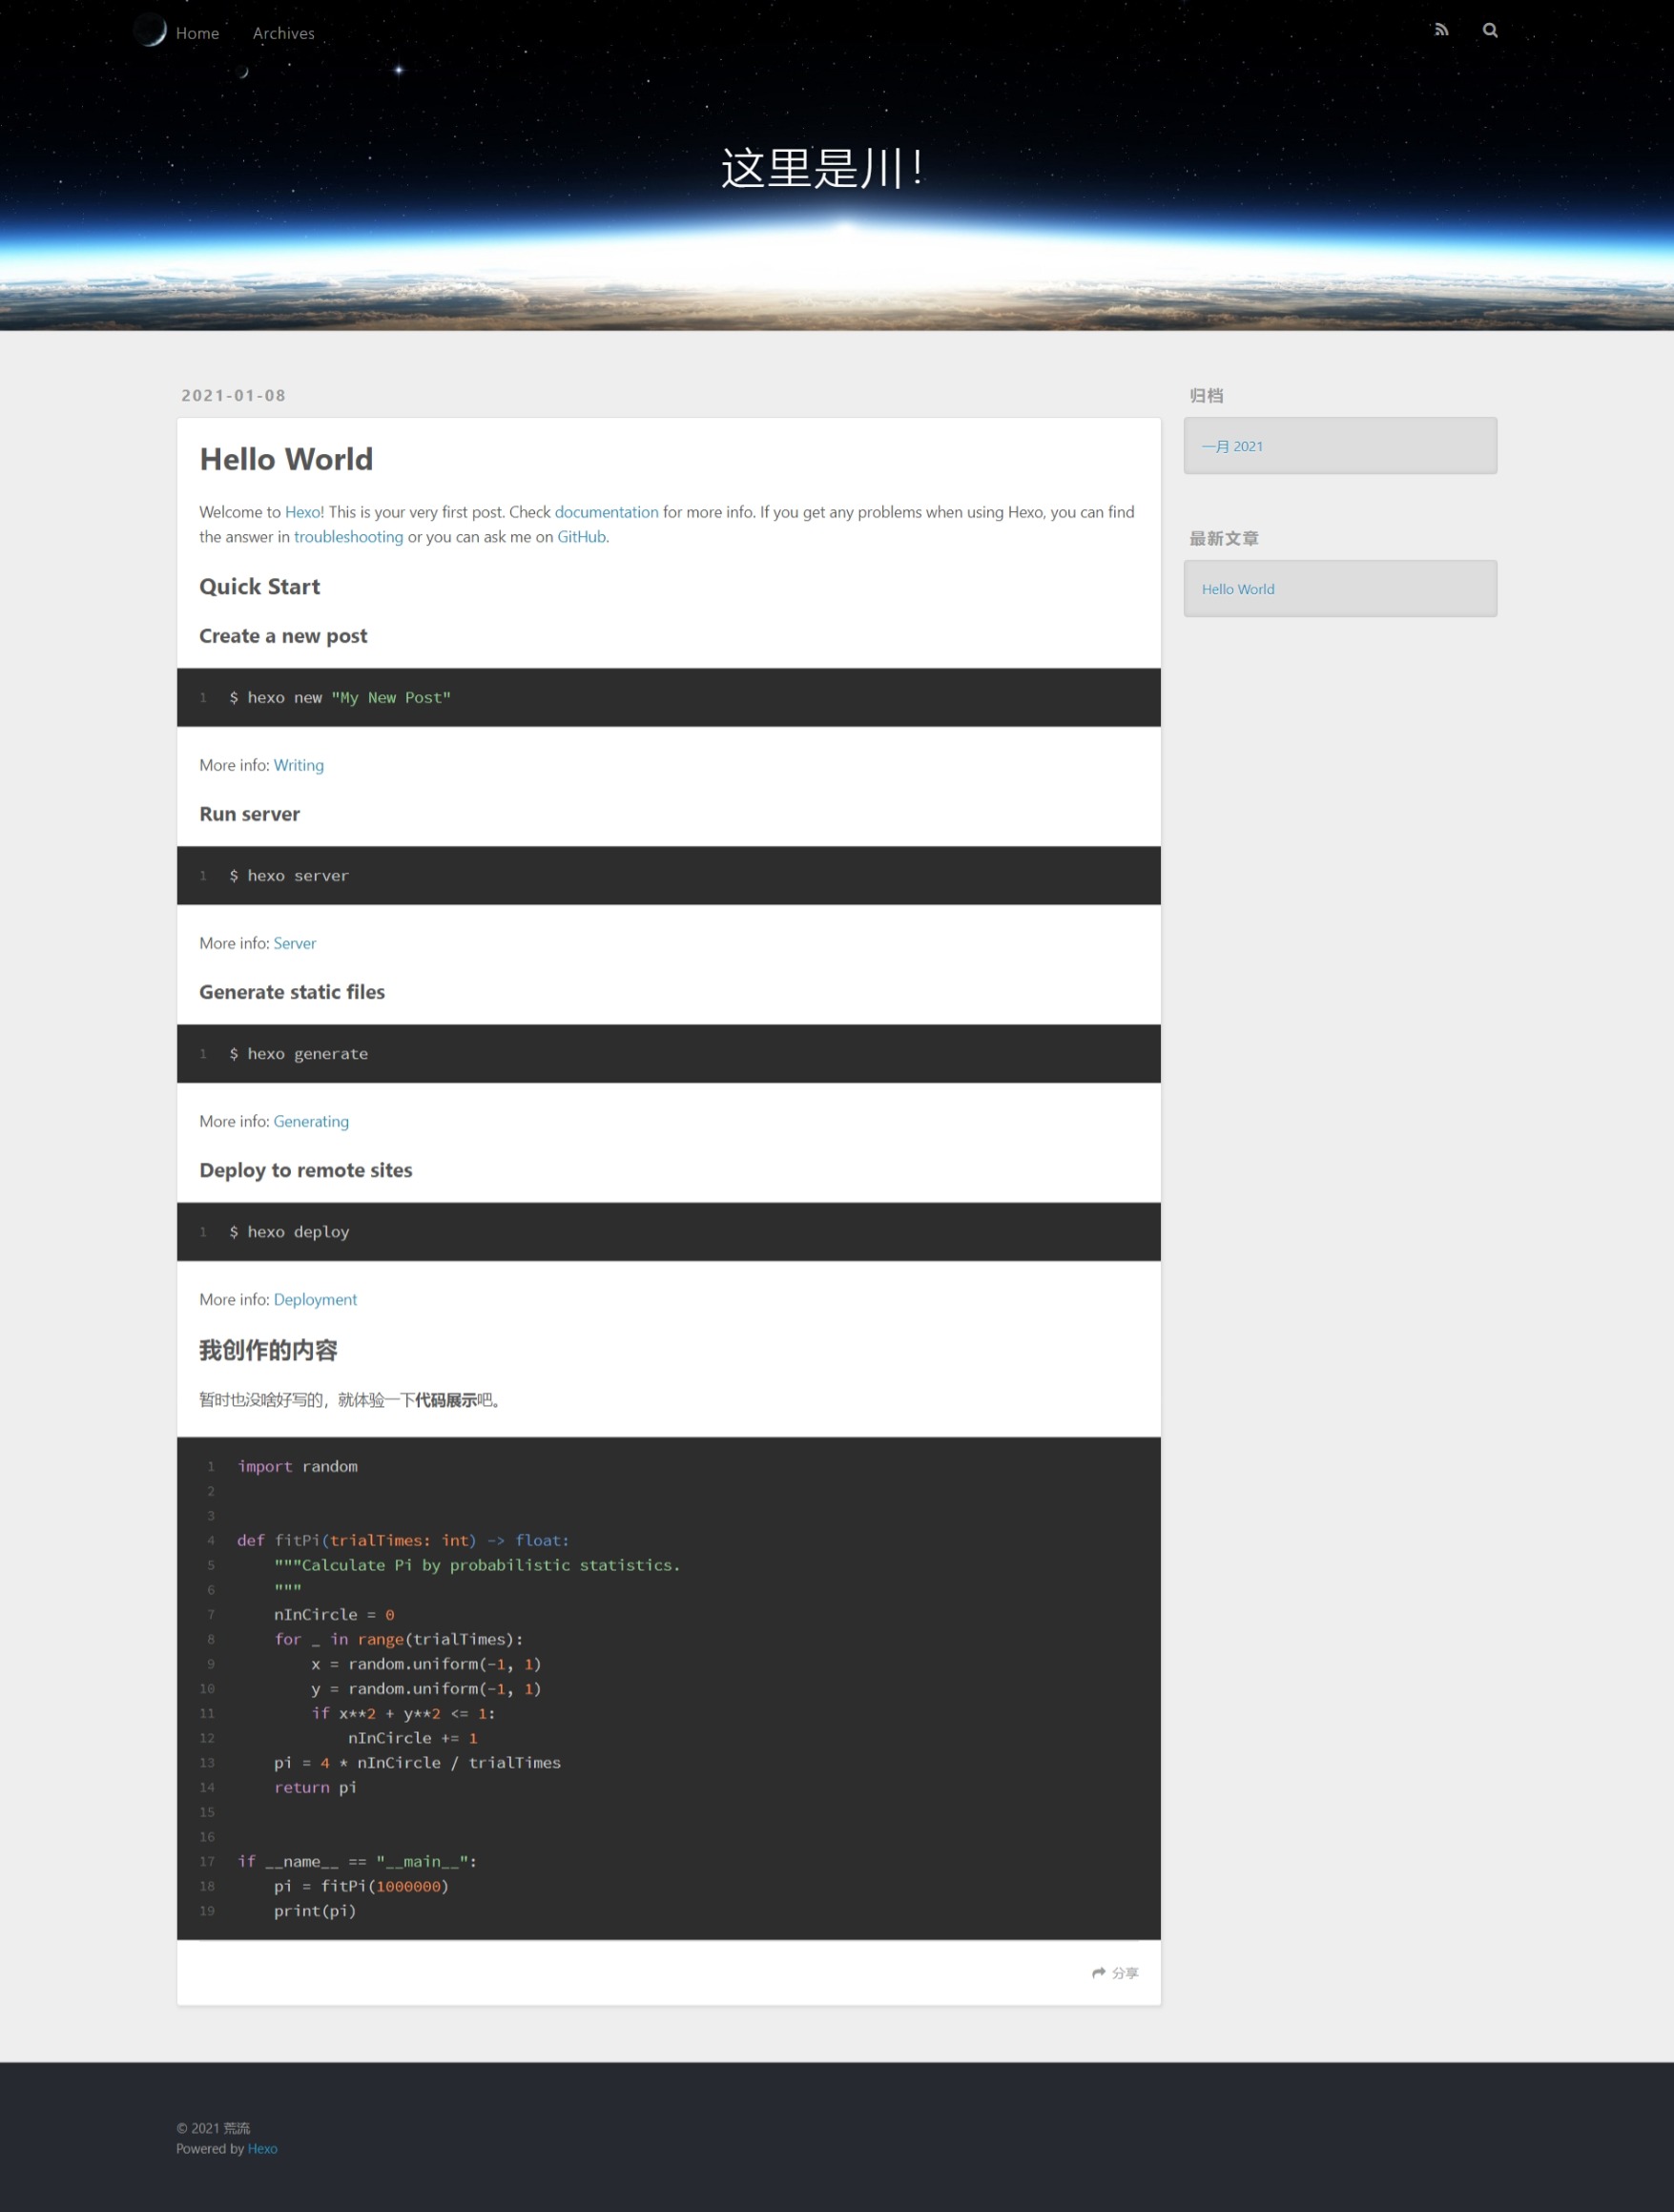 Home Archives
这里是川！
2021-01-08
Hello World
Welcome to Hexo! This is your very first post. Check documentation for more info. If you get any problems when using Hexo, you can find
the answer in troubleshooting or you can ask me on GitHub.
Quick Start
Create a new post
1 $ hexo new "My New Post"
More info: Writing
Run server
1 $ hexo server
More info: Server
Generate static files
1 $ hexo generate
More info: Generating
Deploy to remote sites
1 $ hexo deploy
More info: Deployment
我创作的内容
暂时也没啥好写的，就体验一下代码展示吧。
1 import random
2
3
4 def fitPi(trialTimes: int) -> float:
5     """Calculate Pi by probabilistic statistics.
6     """
7     nInCircle = 0
8     for _ in range(trialTimes):
9         x = random.uniform(-1, 1)
10         y = random.uniform(-1, 1)
11         if x**2 + y**2 <= 1:
12             nInCircle += 1
13     pi = 4 * nInCircle / trialTimes
14     return pi
15
16
17 if __name__ == "__main__":
18     pi = fitPi(1000000)
19     print(pi)
分享
归档
一月 2021
最新文章
Hello World
© 2021 荒流
Powered by Hexo